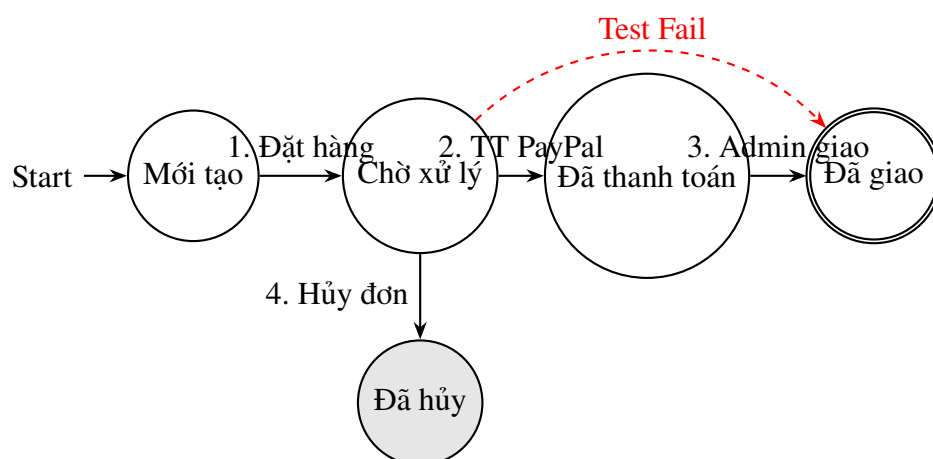 Test Fail
1. Đặt hàng
2. TT PayPal
3. Admin giao
Start
Mới tạo
Chờ xử lý
Đã thanh toán
Đã giao
4. Hủy đơn
Đã hủy